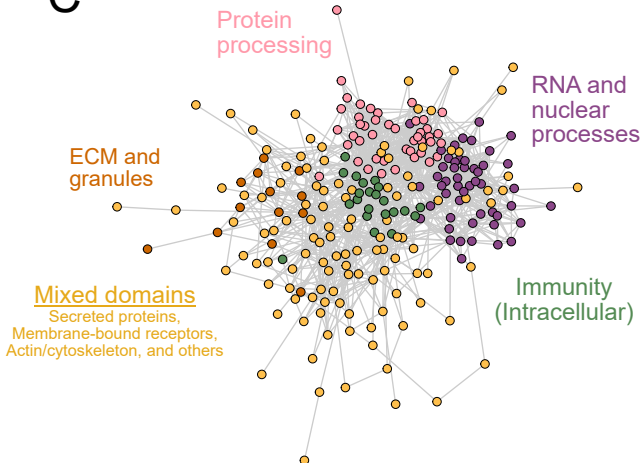 C
Protein
processing
RNA and
nuclear
processes
ECM and
granules
Immunity
(Intracellular)
Mixed domains
Secreted proteins,
Membrane-bound receptors,
Actin/cytoskeleton, and others